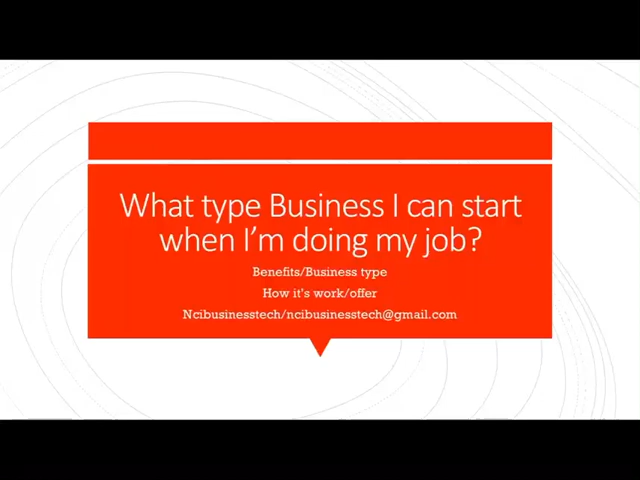 What type Business I can start
when I'm doing my job?
Benefits/Business type
How it's work/offer
Ncibusinesstech/ncibusinesstech@gmail.com